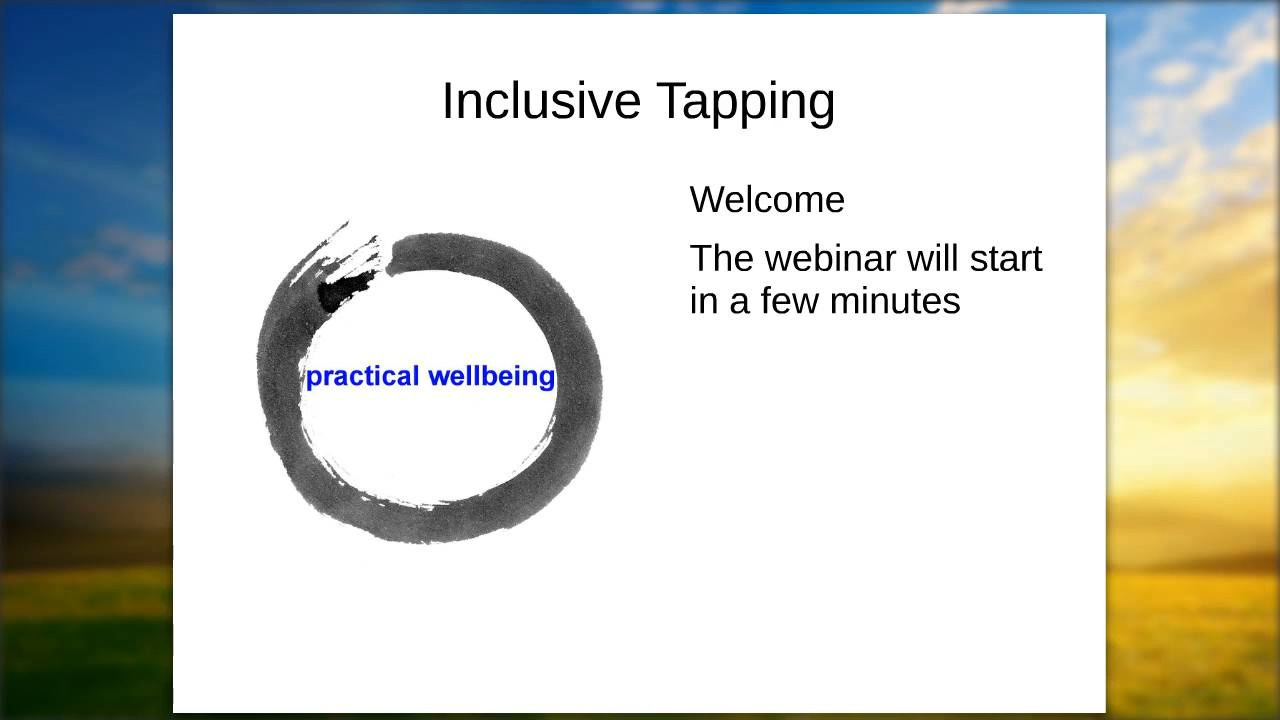 Inclusive Tapping
Welcome
The webinar will start
in a few minutes
practical wellbeing